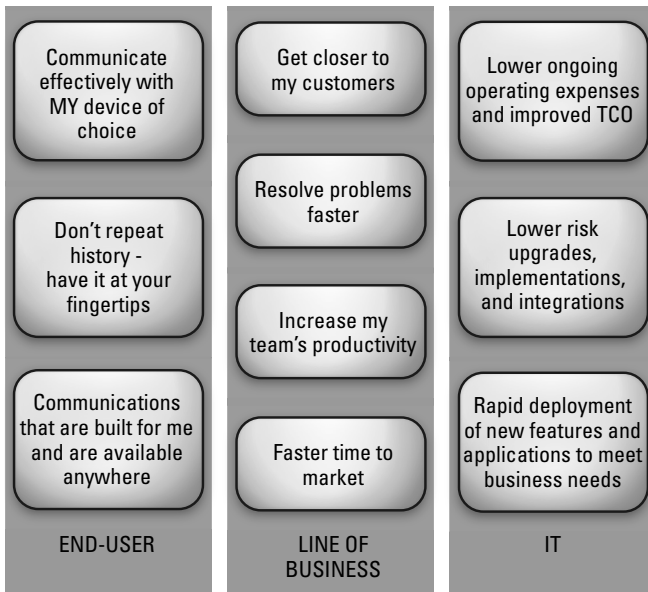 Communicate
effectively with
MY device of
choice
Don't repeat
history -
have it at your
fingertips
Communications
that are built for me
and are available
anywhere
END-USER
Get closer to
my customers
Resolve problems
faster
Increase my
team's productivity
Faster time to
market
LINE OF
BUSINESS
Lower ongoing
operating expenses
and improved TCO
Lower risk
upgrades,
implementations,
and integrations
Rapid deployment
of new features and
applications to meet
business needs
IT